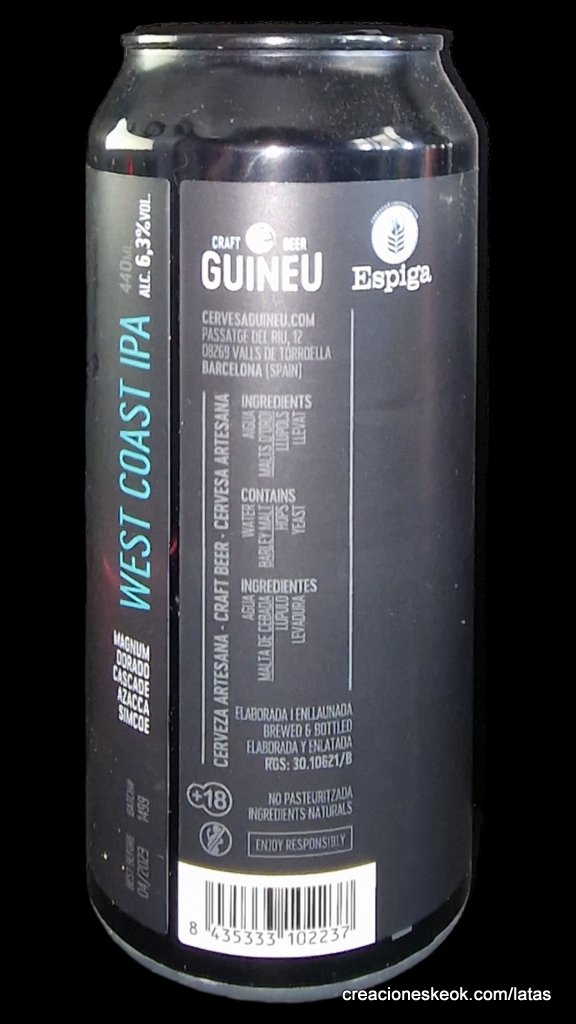 440ML.
ALC. 6,3%VOL.
WEST COAST IPA
MAGNUM
DORADO
CASCADE
AZACCA
SIMCOE
BEST BEFORE
04/2023
BATCH#
1499
CRAFT BEER
GUINEU
Espiga
CERVESAGUINEU.COM
PASSATGE DEL RIU, 12
08269 VALLS DE TORROELLA
BARCELONA (SPAIN)
CERVEZA ARTESANA - CRAFT BEER - CERVESA ARTESANA
INGREDIENTS
AIGUA
MALTS D'ORDI
LLÚPOLS
LLEVAT
CONTAINS
WATER
BARLEY MALT
HOPS
YEAST
INGREDIENTES
AGUA
MALTA DE CEBADA
LÚPULO
LEVADURA
ELABORADA I ENLLAUNADA
BREWED & BOTTLED
ELABORADA Y ENLATADA
RGS: 30.10621/B
+18
NO PASTEURITZADA
INGREDIENTS NATURALS
ENJOY RESPONSIBLY
8 435333 102237
creacioneskeok.com/latas